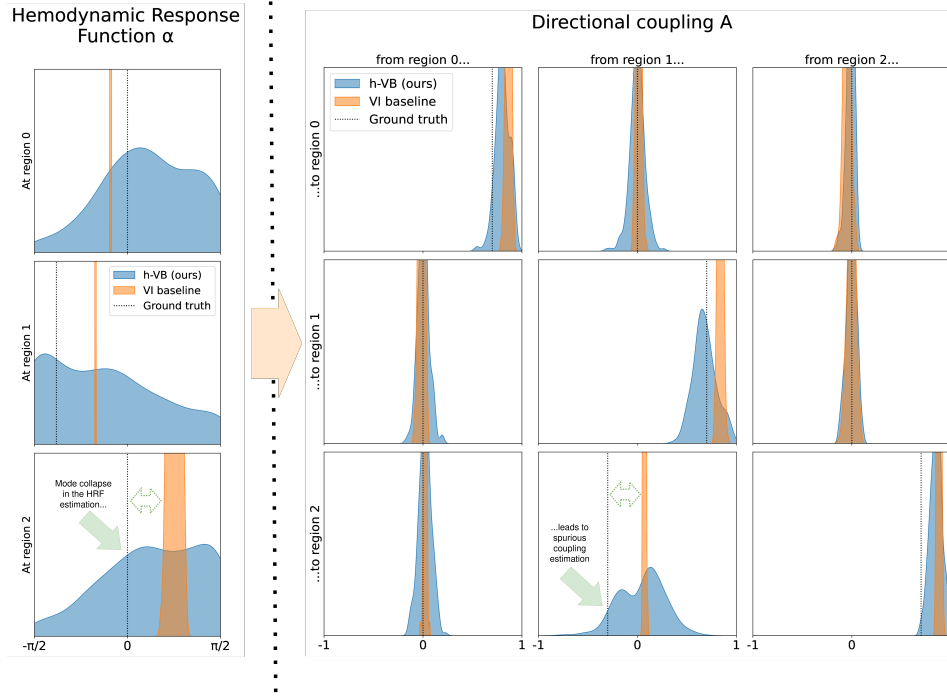 Hemodynamic Response
Function α
At region 0
At region 1
h-VB (ours)
VI baseline
Ground truth
At region 2
Mode collapse
in the HRF
estimation...
-π/2
0
π/2
Directional coupling A
from region 0...
from region 1...
from region 2...
...to region 0
h-VB (ours)
VI baseline
Ground truth
...to region 1
...to region 2
...leads to
spurious
coupling
estimation
-1
0
1
-1
0
1
-1
0